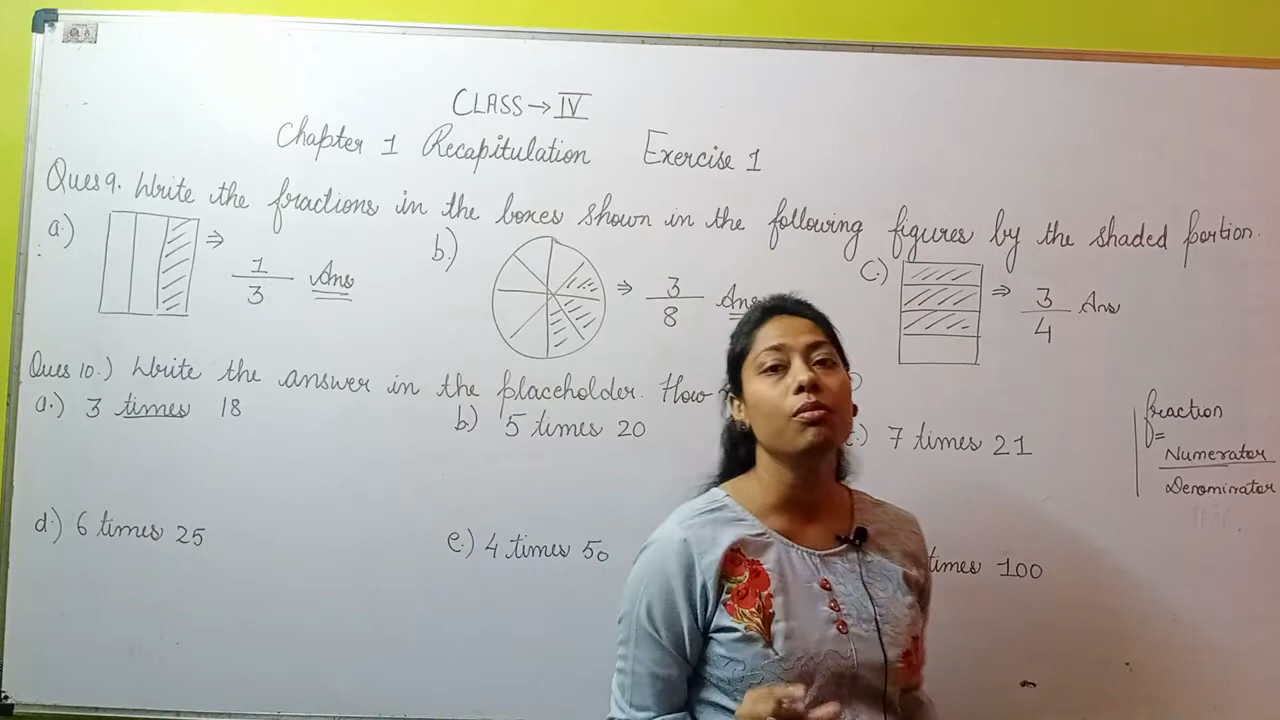 CLASS → IV
Chapter 1 Recapitulation Exercise 1
Ques 9. Write the fractions in the boxes shown in the following figures by the shaded portion.
a.) ⇒ 1/3 Ans b.) ⇒ 3/8 Ans c.) ⇒ 3/4 Ans
Ques 10.) Write the answer in the placeholder. How
a.) 3 times 18 b.) 5 times 20 7 times 21
fraction
= Numerator
Denominator
d.) 6 times 25 e.) 4 times 50 times 100